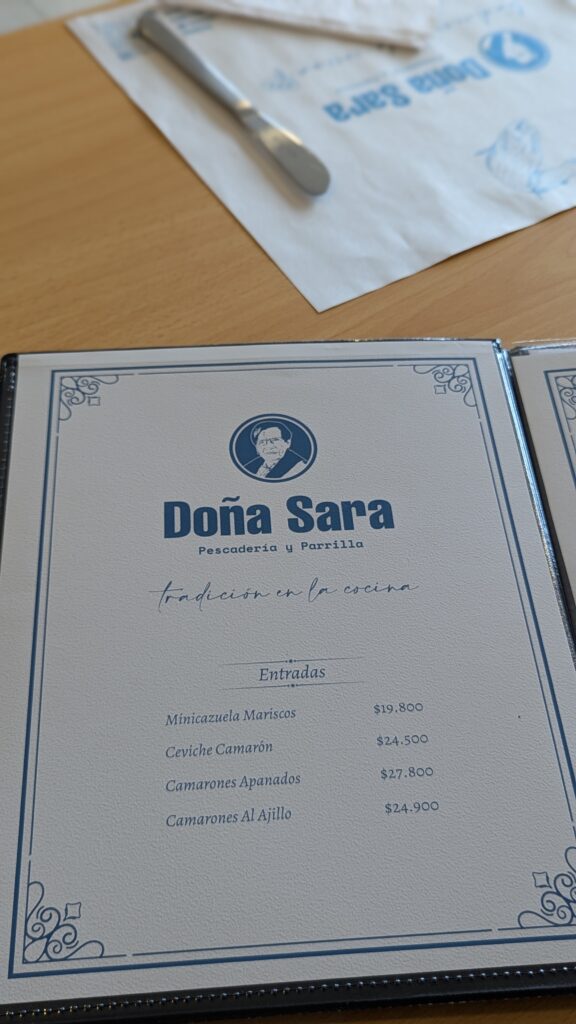 Doña Sara
Doña Sara
Pescadería y Parrilla
tradición en la cocina
Entradas
Minicazuela Mariscos $19.800
Ceviche Camarón $24.500
Camarones Apanados $27.800
Camarones Al Ajillo $24.900